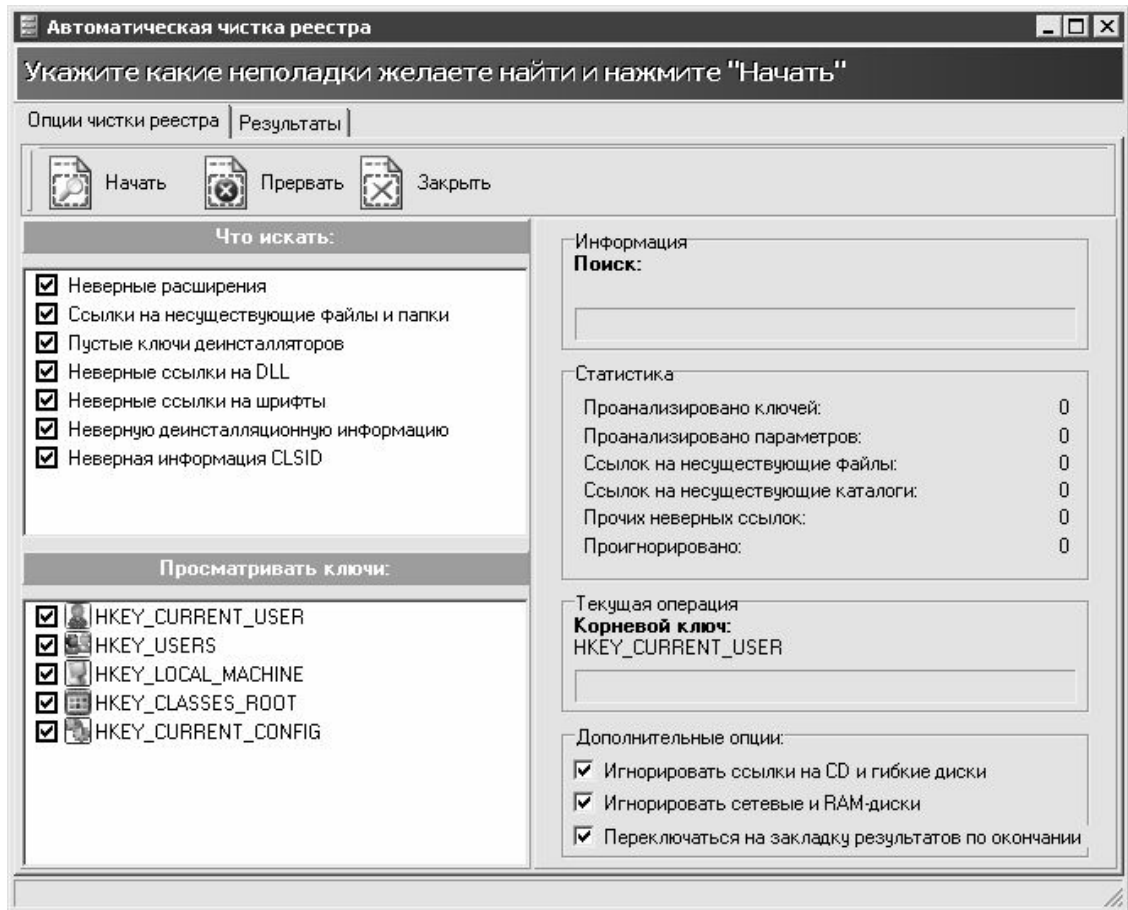 Автоматическая чистка реестра
Укажите какие неполадки желаете найти и нажмите "Начать"
Опции чистки реестра Результаты
Начать Прервать Закрыть
Что искать:
Неверные расширения
Ссылки на несуществующие файлы и папки
Пустые ключи деинсталляторов
Неверные ссылки на DLL
Неверные ссылки на шрифты
Неверную деинсталляционную информацию
Неверная информация CLSID
Просматривать ключи:
HKEY_CURRENT_USER
HKEY_USERS
HKEY_LOCAL_MACHINE
HKEY_CLASSES_ROOT
HKEY_CURRENT_CONFIG
Информация
Поиск:
Статистика
Проанализировано ключей: 0
Проанализировано параметров: 0
Ссылок на несуществующие файлы: 0
Ссылок на несуществующие каталоги: 0
Прочих неверных ссылок: 0
Проигнорировано: 0
Текущая операция
Корневой ключ:
HKEY_CURRENT_USER
Дополнительные опции:
Игнорировать ссылки на CD и гибкие диски
Игнорировать сетевые и RAM-диски
Переключаться на закладку результатов по окончании